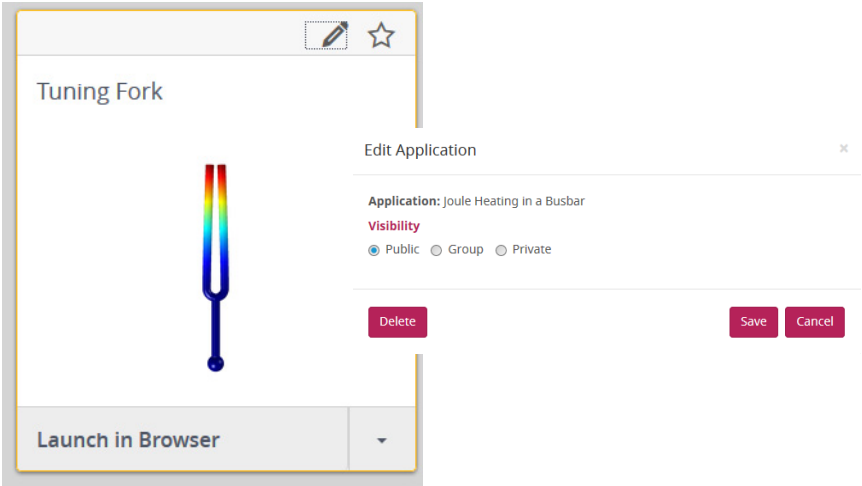 Tuning Fork
Launch in Browser
Edit Application
×
Application: Joule Heating in a Busbar
Visibility
Public Group Private
Delete Save Cancel